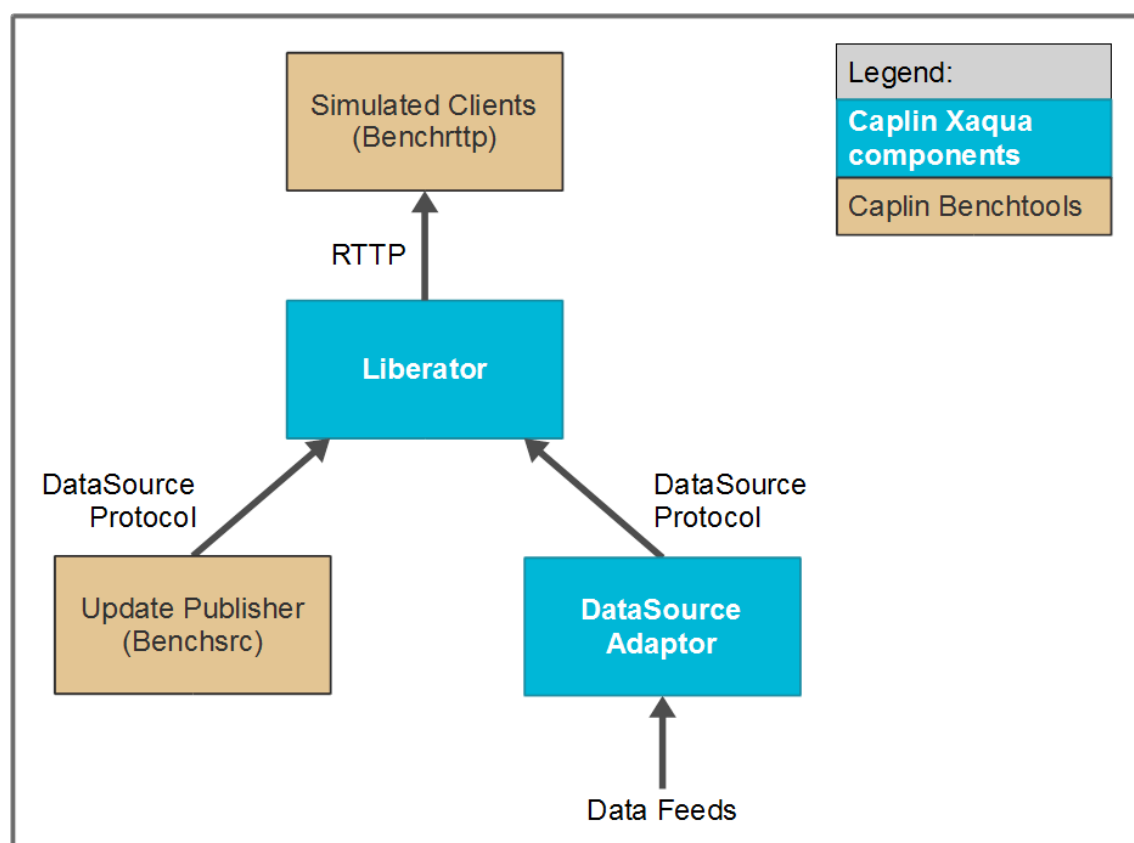 Simulated Clients
(Benchrttp)
Legend:
Caplin Xaqua
components
Caplin Benchtools
RTTP
Liberator
DataSource
Protocol
DataSource
Protocol
Update Publisher
(Benchsrc)
DataSource
Adaptor
Data Feeds